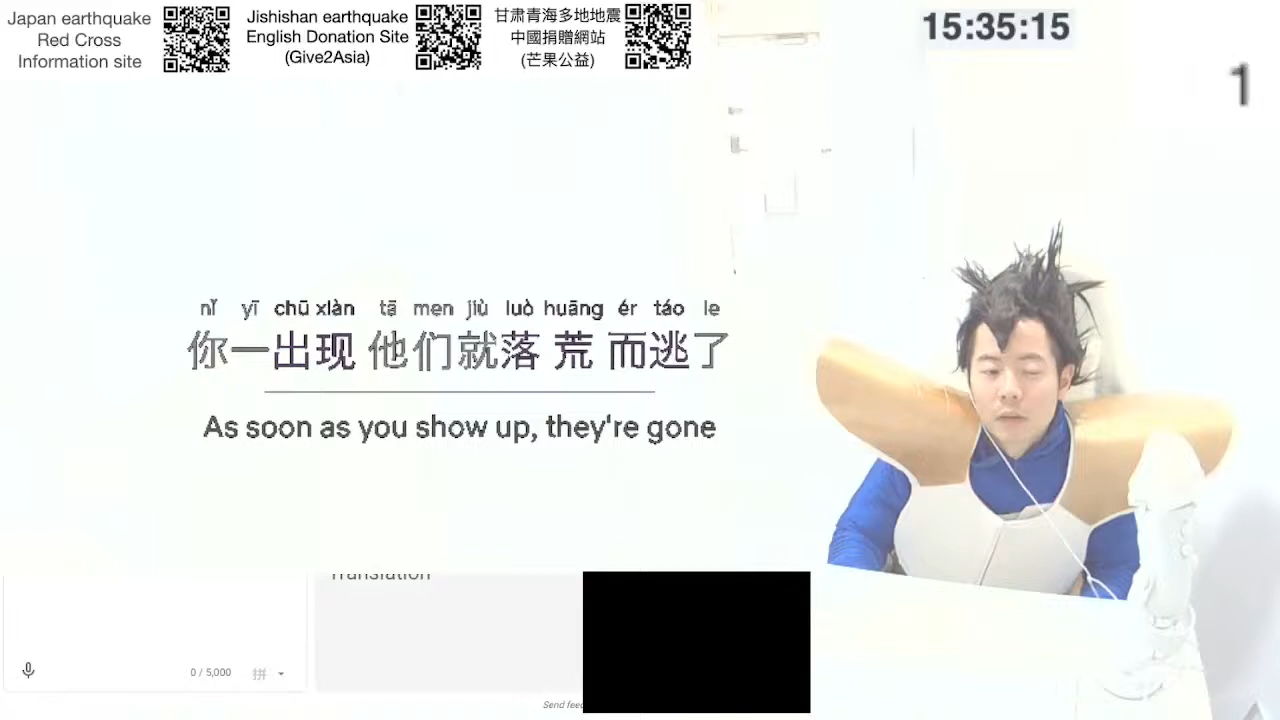 Japan earthquake
Red Cross
Information site
Jishishan earthquake
English Donation Site
(Give2Asia)
甘肅青海多地地震
中國捐贈網站
(芒果公益)
15:35:15
1
nǐ yī chū xiàn tā men jiù luò huāng ér táo le
你一出现 他们就落荒而逃了
As soon as you show up, they're gone
Translation
0 / 5,000
拼
Send feed